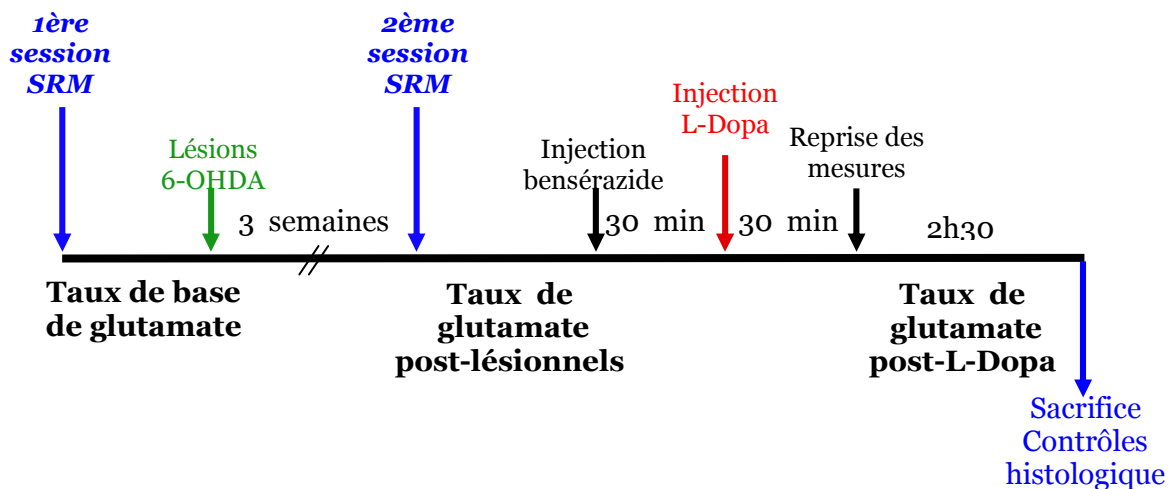 1ère
session
SRM
2ème
session
SRM
Lésions
6-OHDA
3 semaines
Injection
bensérazide
30 min
Injection
L-Dopa
30 min
Reprise des
mesures
2h30
Taux de base
de glutamate
Taux de
glutamate
post-lésionnels
Taux de
glutamate
post-L-Dopa
Sacrifice
Contrôles
histologique